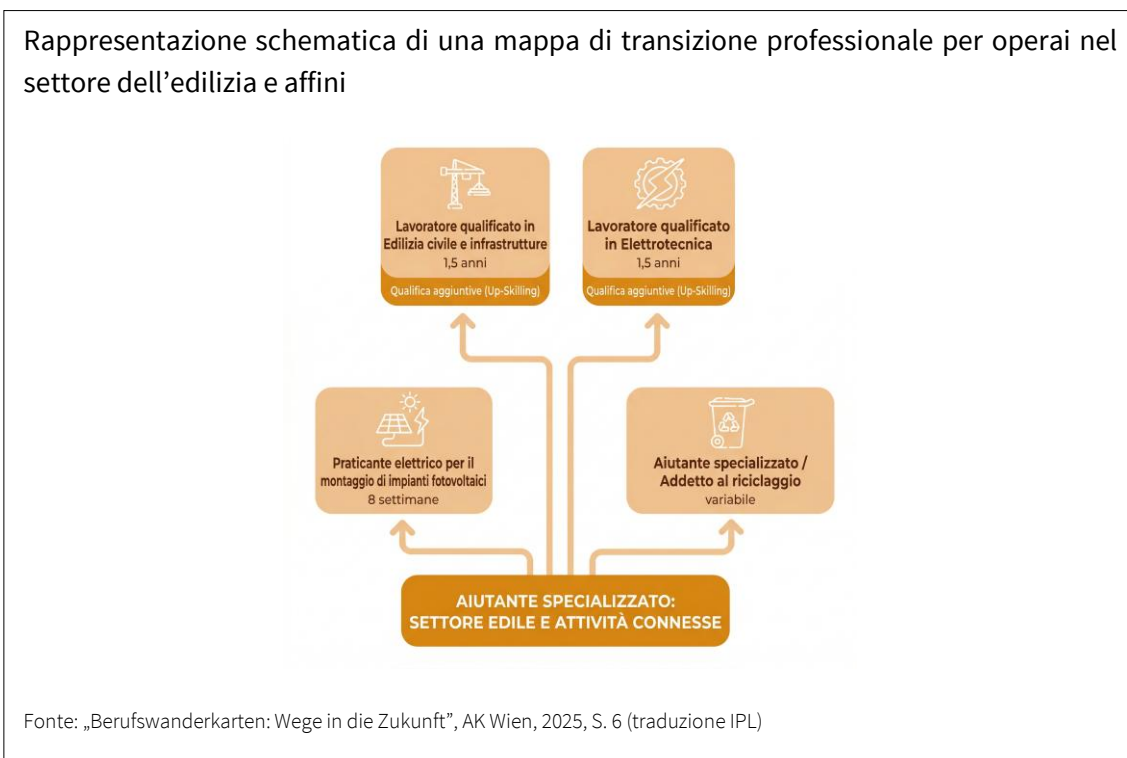 Rappresentazione schematica di una mappa di transizione professionale per operai nel
settore dell’edilizia e affini
Lavoratore qualificato in
Edilizia civile e infrastrutture
1,5 anni
Qualifica aggiuntive (Up-Skilling)
Lavoratore qualificato
in Elettrotecnica
1,5 anni
Qualifica aggiuntive (Up-Skilling)
Praticante elettrico per il
montaggio di impianti fotovoltaici
8 settimane
Aiutante specializzato /
Addetto al riciclaggio
variabile
AIUTANTE SPECIALIZZATO:
SETTORE EDILE E ATTIVITÀ CONNESSE
Fonte: „Berufswanderkarten: Wege in die Zukunft”, AK Wien, 2025, S. 6 (traduzione IPL)